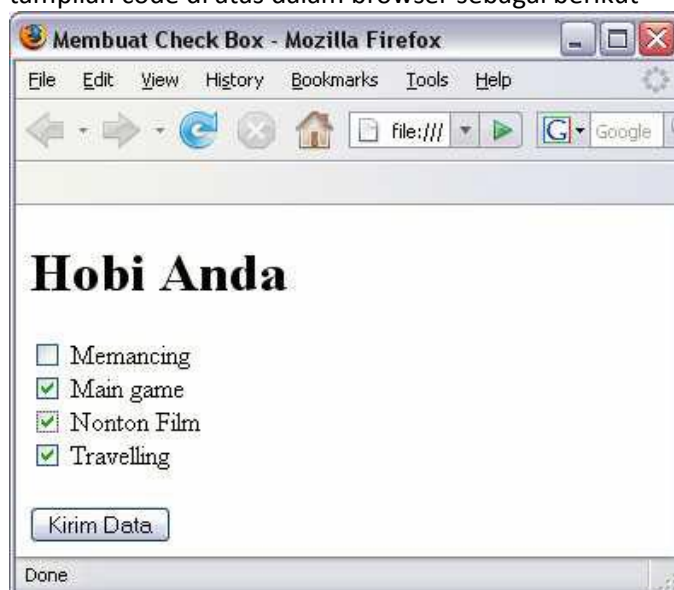 tampilan code di atas dalam browser sebagai berikut
Membuat Check Box - Mozilla Firefox
File Edit View History Bookmarks Tools Help
file:/// G Google
Hobi Anda
Memancing
Main game
Nonton Film
Travelling
Kirim Data
Done